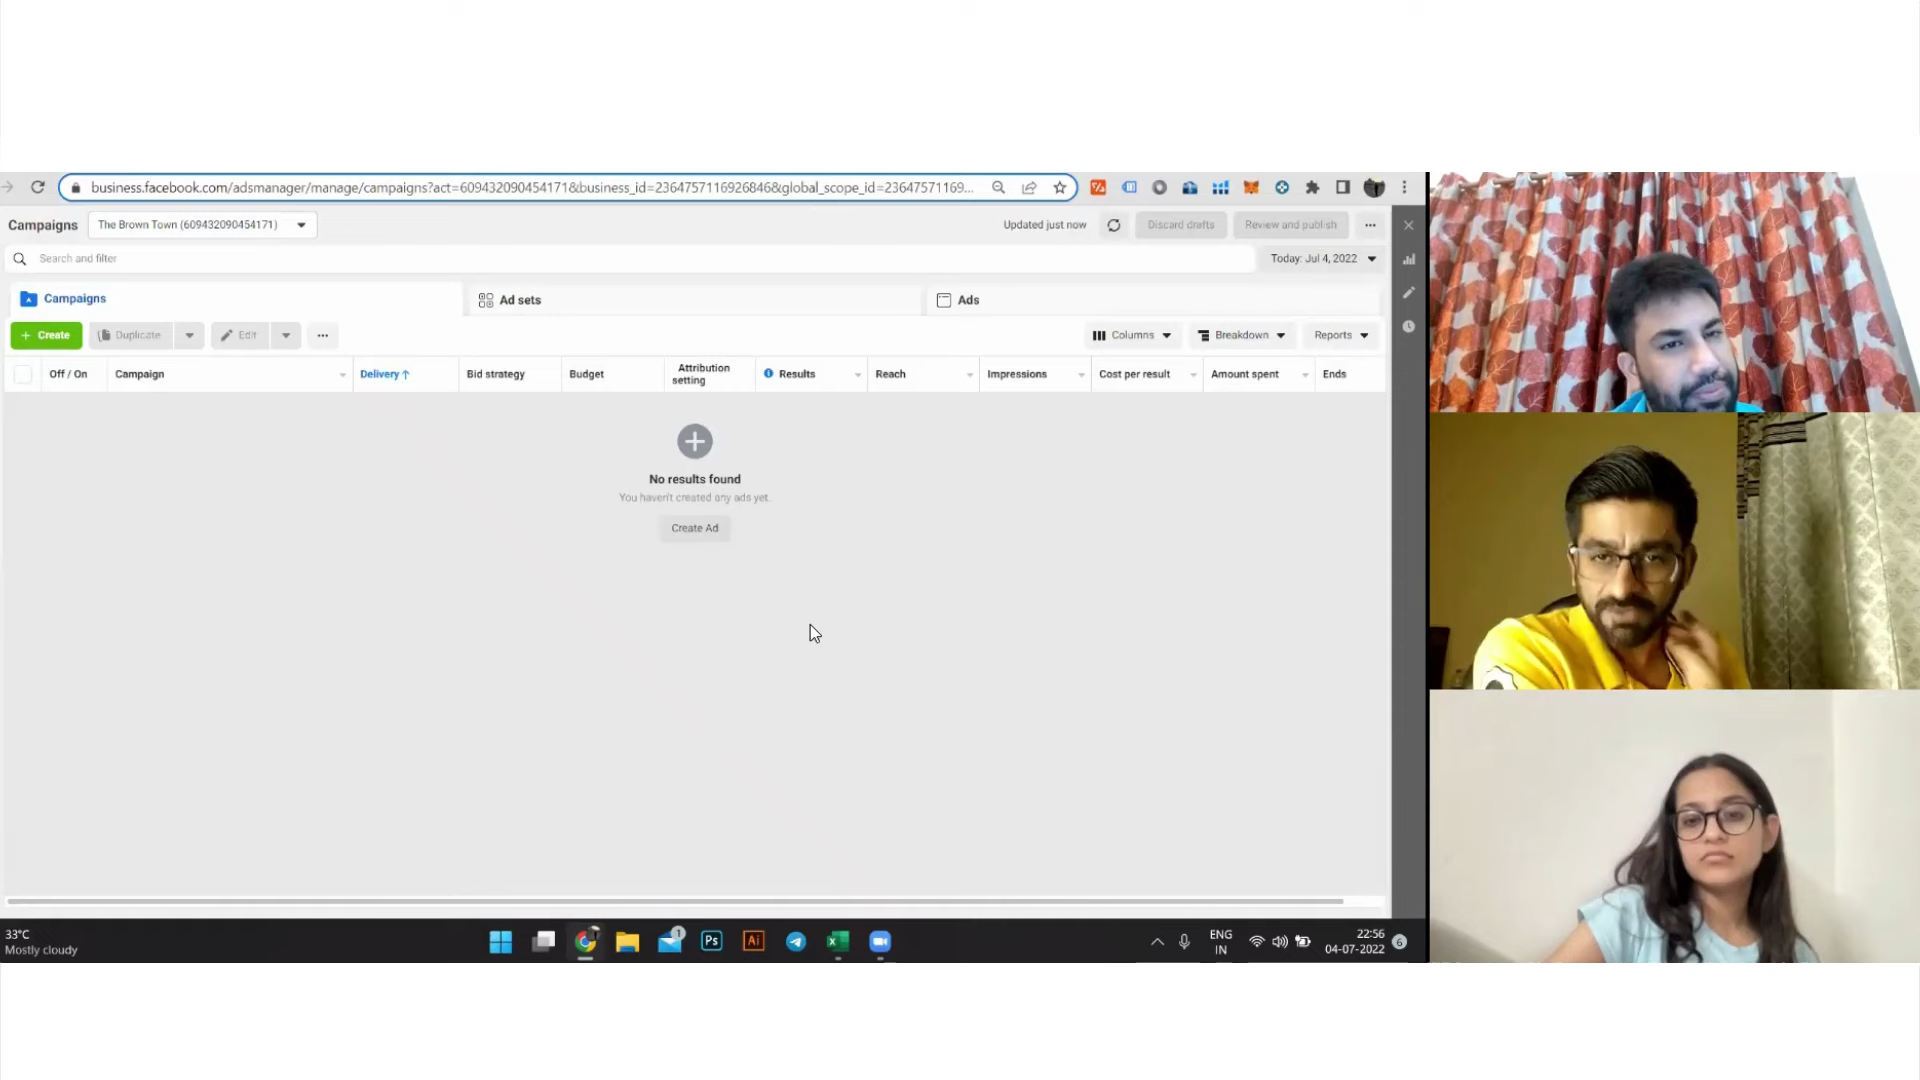 business.facebook.com/adsmanager/manage/campaigns?act=609432090454171&business_id=2364757116926846&global_scope_id=23647571169...
Campaigns
The Brown Town (609432090454171)
Updated just now
Discard drafts
Review and publish
Search and filter
Today: Jul 4, 2022
Campaigns
Ad sets
Ads
+ Create
Duplicate
Edit
Columns
Breakdown
Reports
Off / On
Campaign
Delivery ↑
Bid strategy
Budget
Attribution
setting
Results
Reach
Impressions
Cost per result
Amount spent
Ends
No results found
You haven't created any ads yet.
Create Ad
33°C
Mostly cloudy
1
Ps
Ai
ENG
IN
22:56
04-07-2022
6